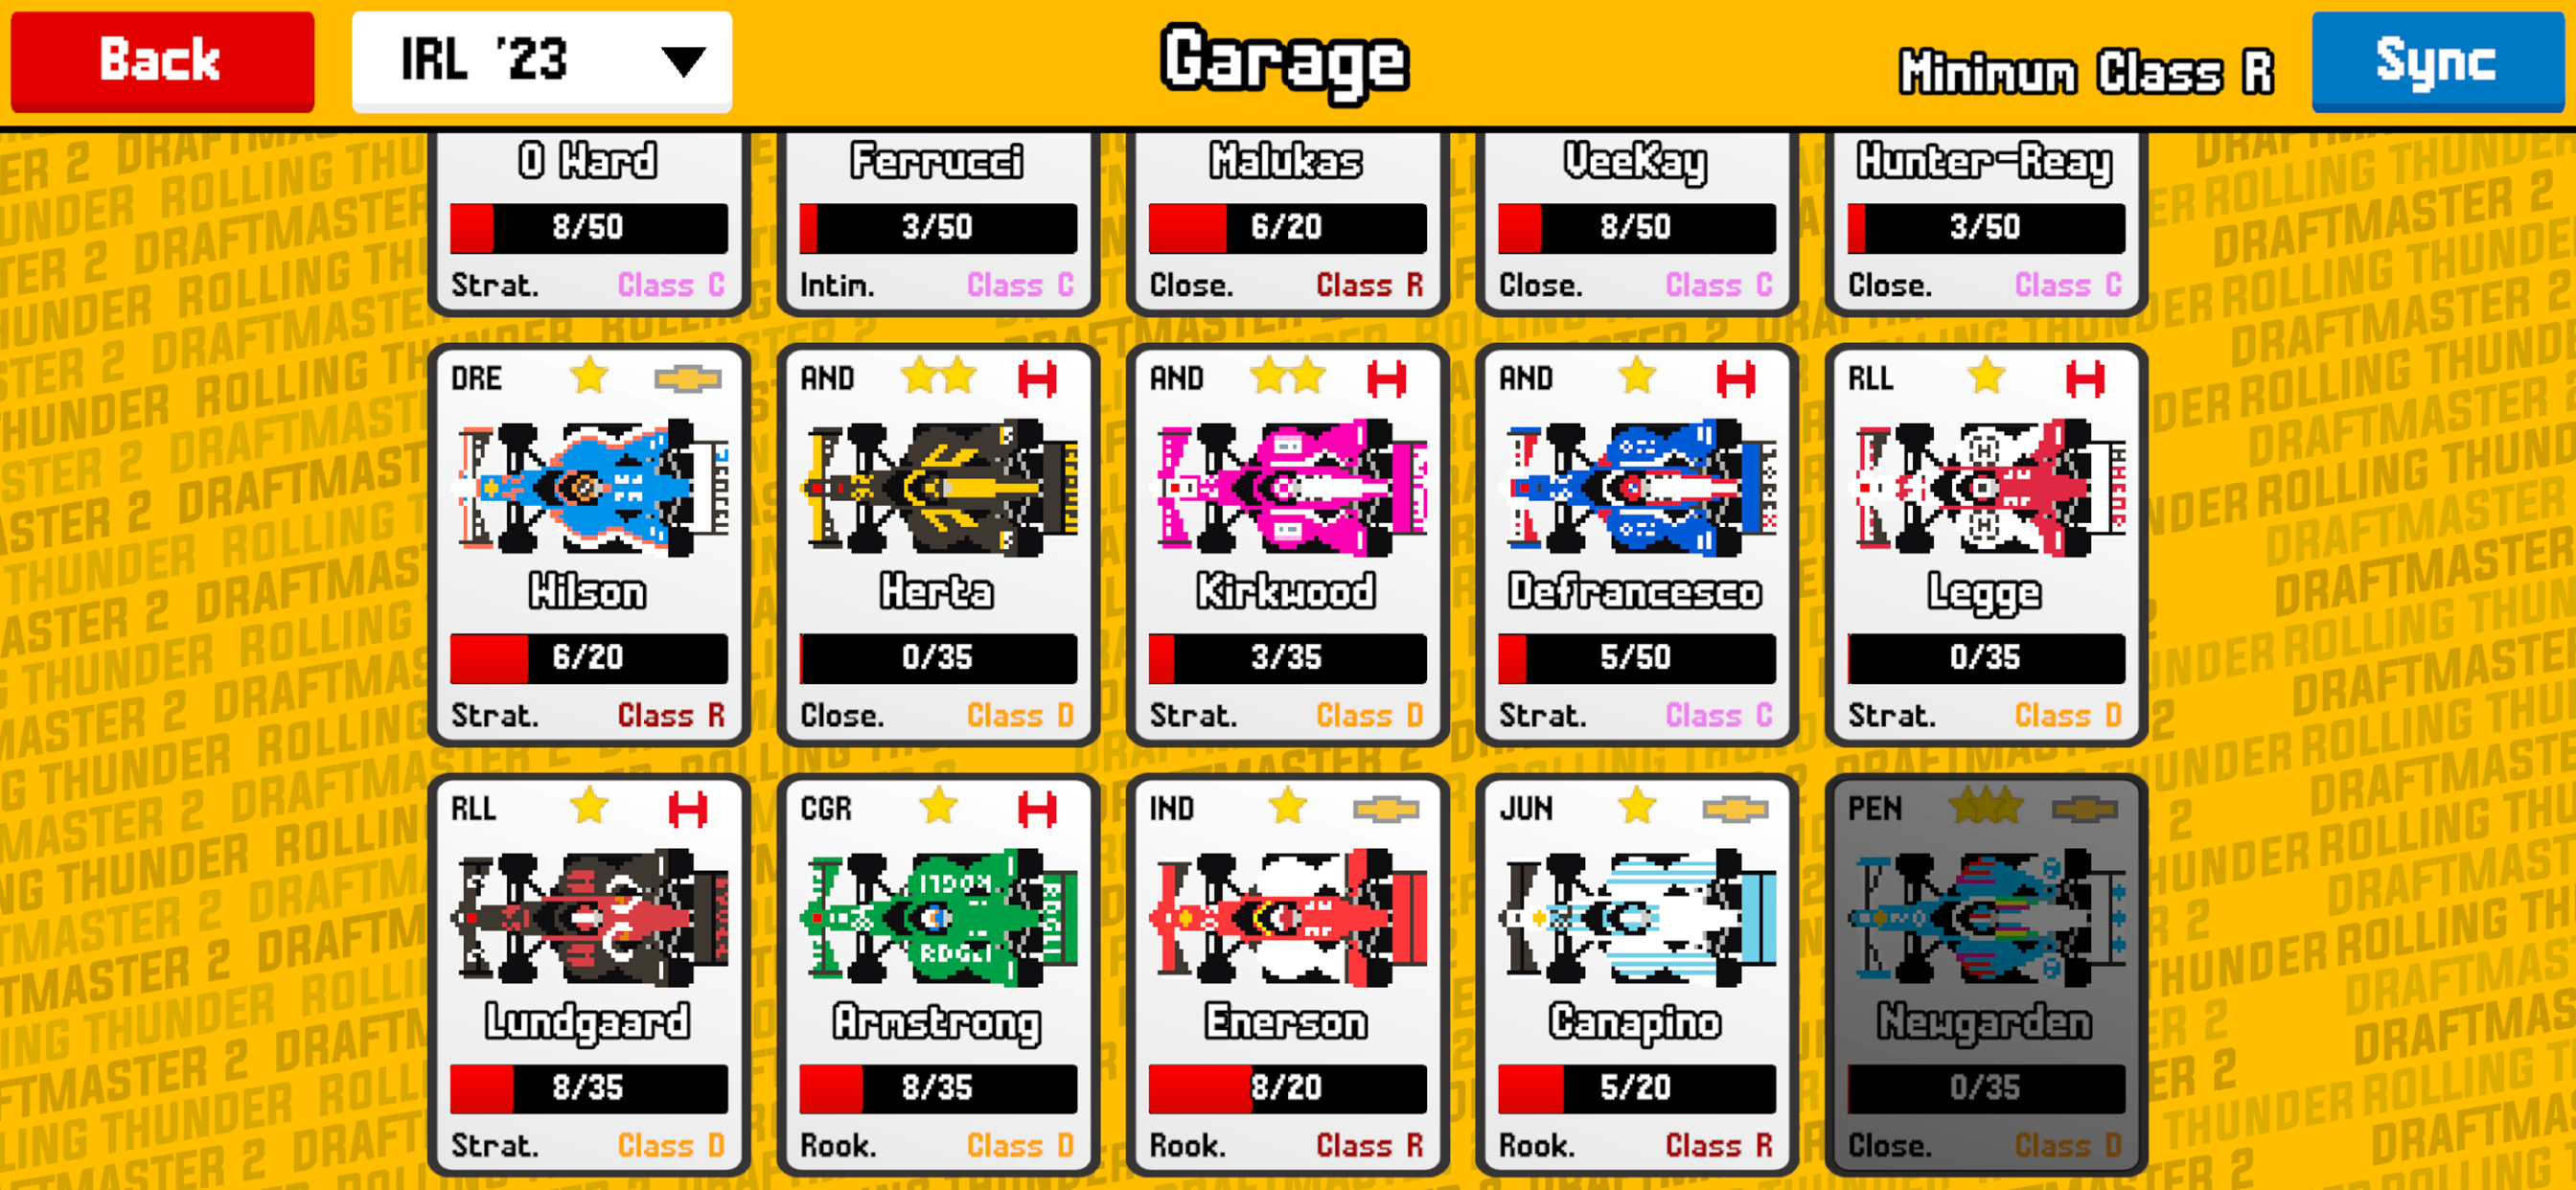 Back
IRL '23
Garage
Minimum Class R
Sync
O Ward
Ferrucci
Malukas
VeeKay
Hunter-Reay
8/50
3/50
6/20
8/50
3/50
Strat. Class C
Intim. Class C
Close. Class R
Close. Class C
Close. Class C
DRE
AND
AND
AND
RLL
Wilson
Herta
Kirkwood
Defrancesco
Legge
6/20
0/35
3/35
5/50
0/35
Strat. Class R
Close. Class D
Strat. Class D
Strat. Class C
Strat. Class D
RLL
CGR
IND
JUN
PEN
Lundgaard
Armstrong
Enerson
Canapino
Newgarden
8/35
8/35
8/20
5/20
0/35
Strat. Class D
Rook. Class D
Rook. Class R
Rook. Class R
Close. Class D
DRAFTMASTER 2
ROLLING THUNDER